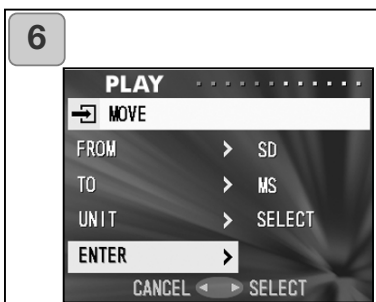 6
PLAY
MOVE
FROM > SD
TO > MS
UNIT > SELECT
ENTER >
CANCEL ◀ ▶ SELECT